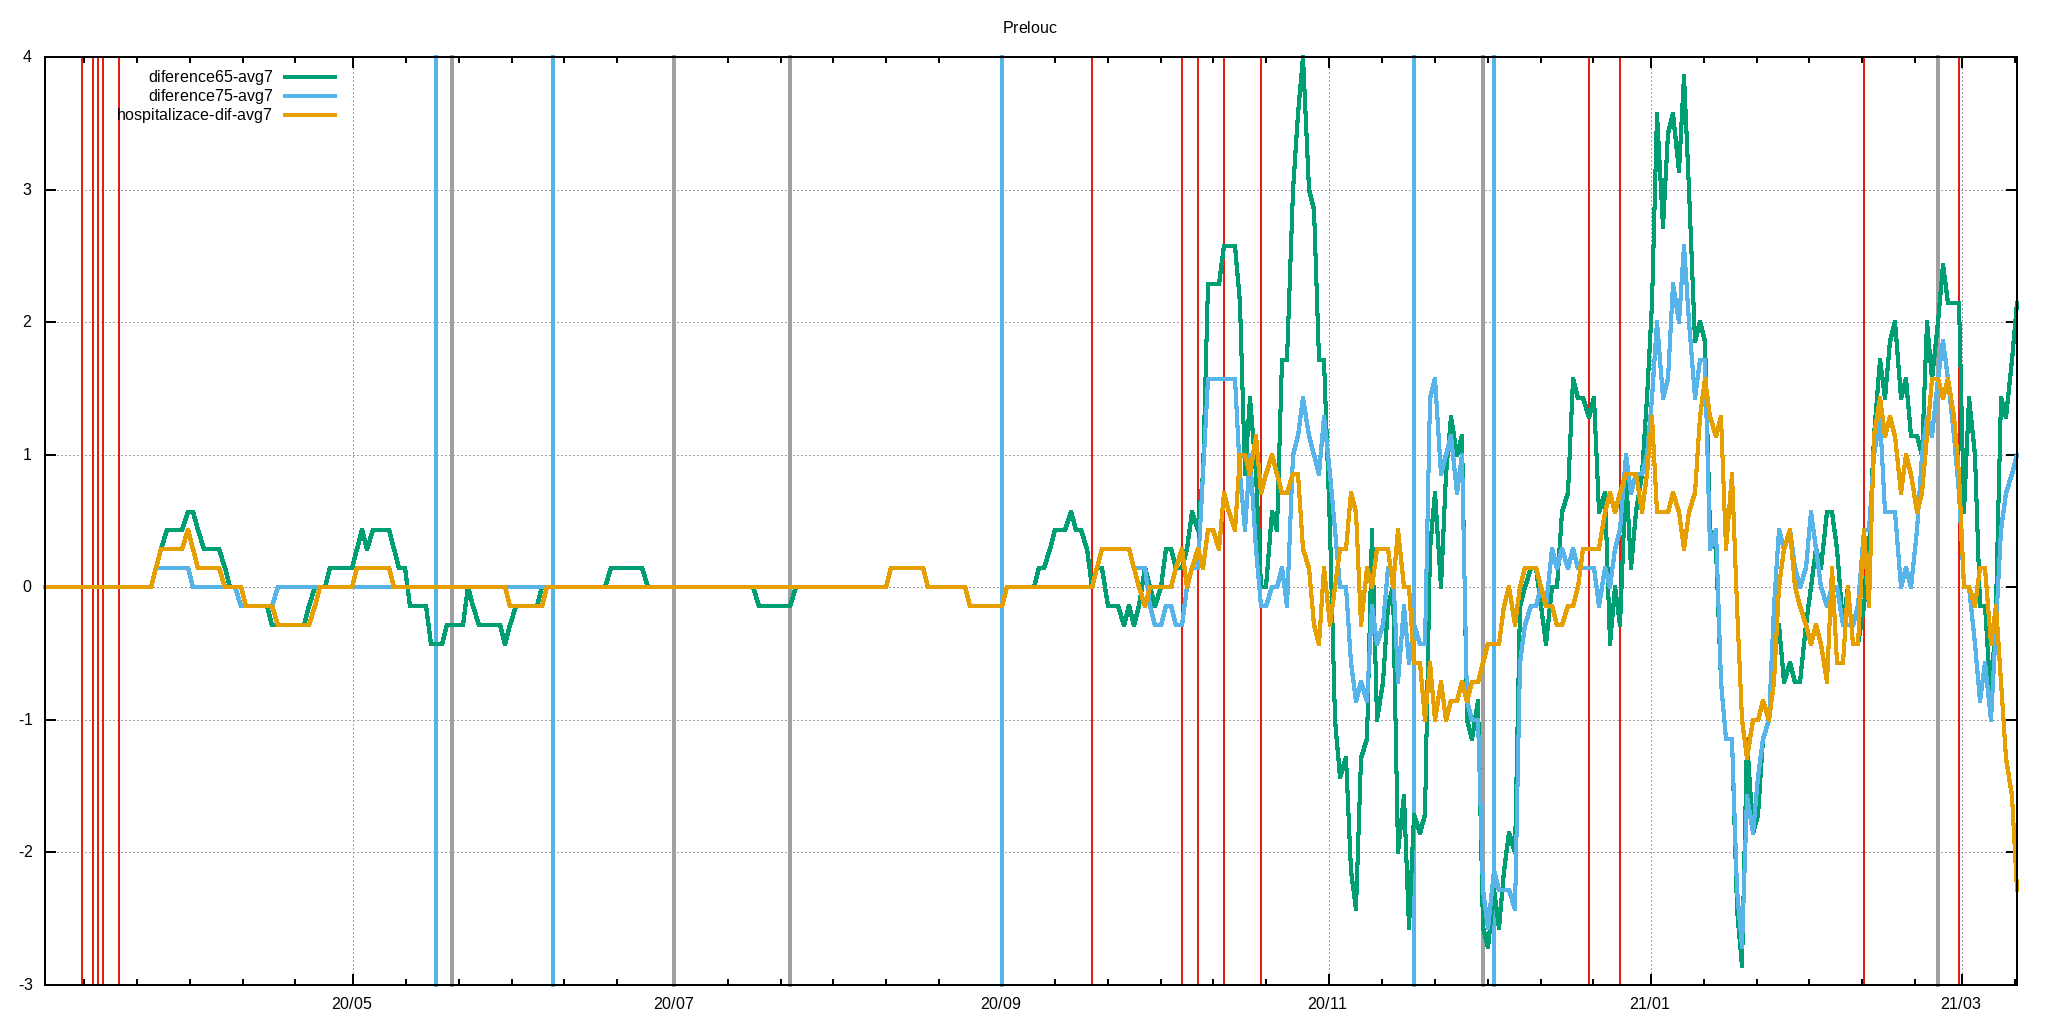 Prelouc
4
diference65-avg7
diference75-avg7
hospitalizace-dif-avg7
3
2
1
0
-1
-2
-3
20/05 20/07 20/09 20/11 21/01 21/03